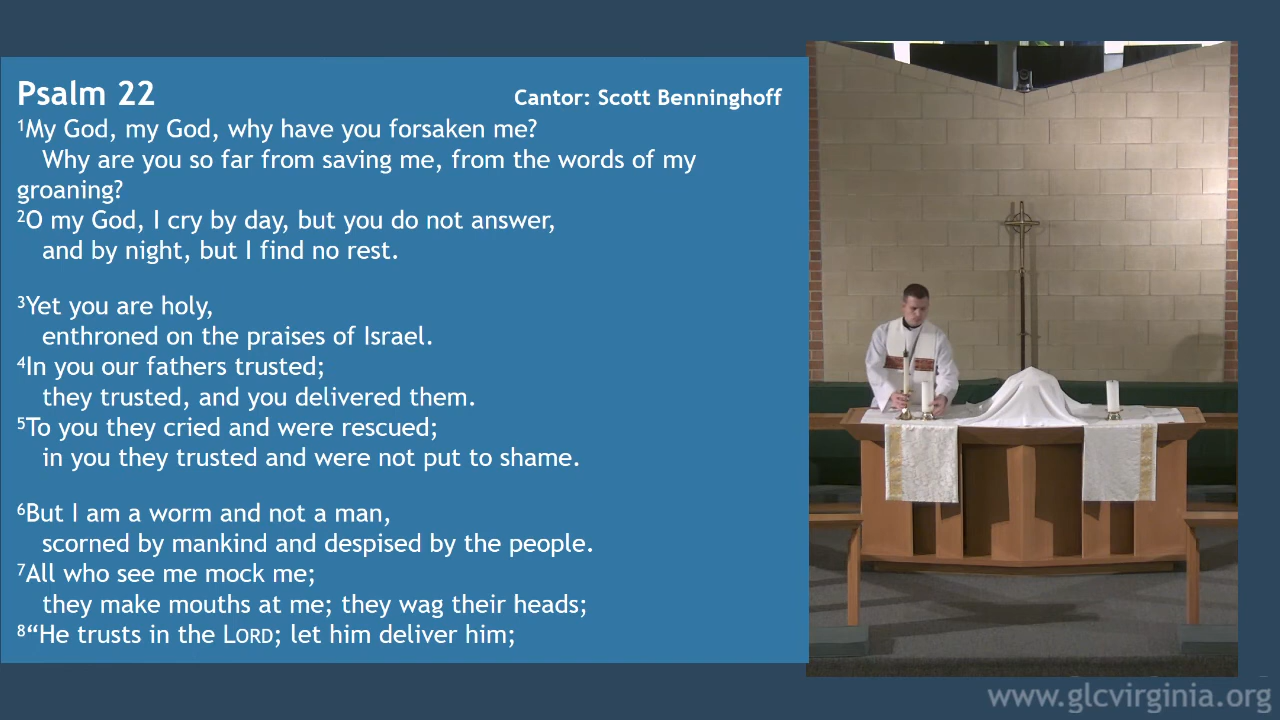 Psalm 22
Cantor: Scott Benninghoff
¹My God, my God, why have you forsaken me?
Why are you so far from saving me, from the words of my
groaning?
²O my God, I cry by day, but you do not answer,
and by night, but I find no rest.
³Yet you are holy,
enthroned on the praises of Israel.
⁴In you our fathers trusted;
they trusted, and you delivered them.
⁵To you they cried and were rescued;
in you they trusted and were not put to shame.
⁶But I am a worm and not a man,
scorned by mankind and despised by the people.
⁷All who see me mock me;
they make mouths at me; they wag their heads;
⁸“He trusts in the LORD; let him deliver him;
www.glcvirginia.org